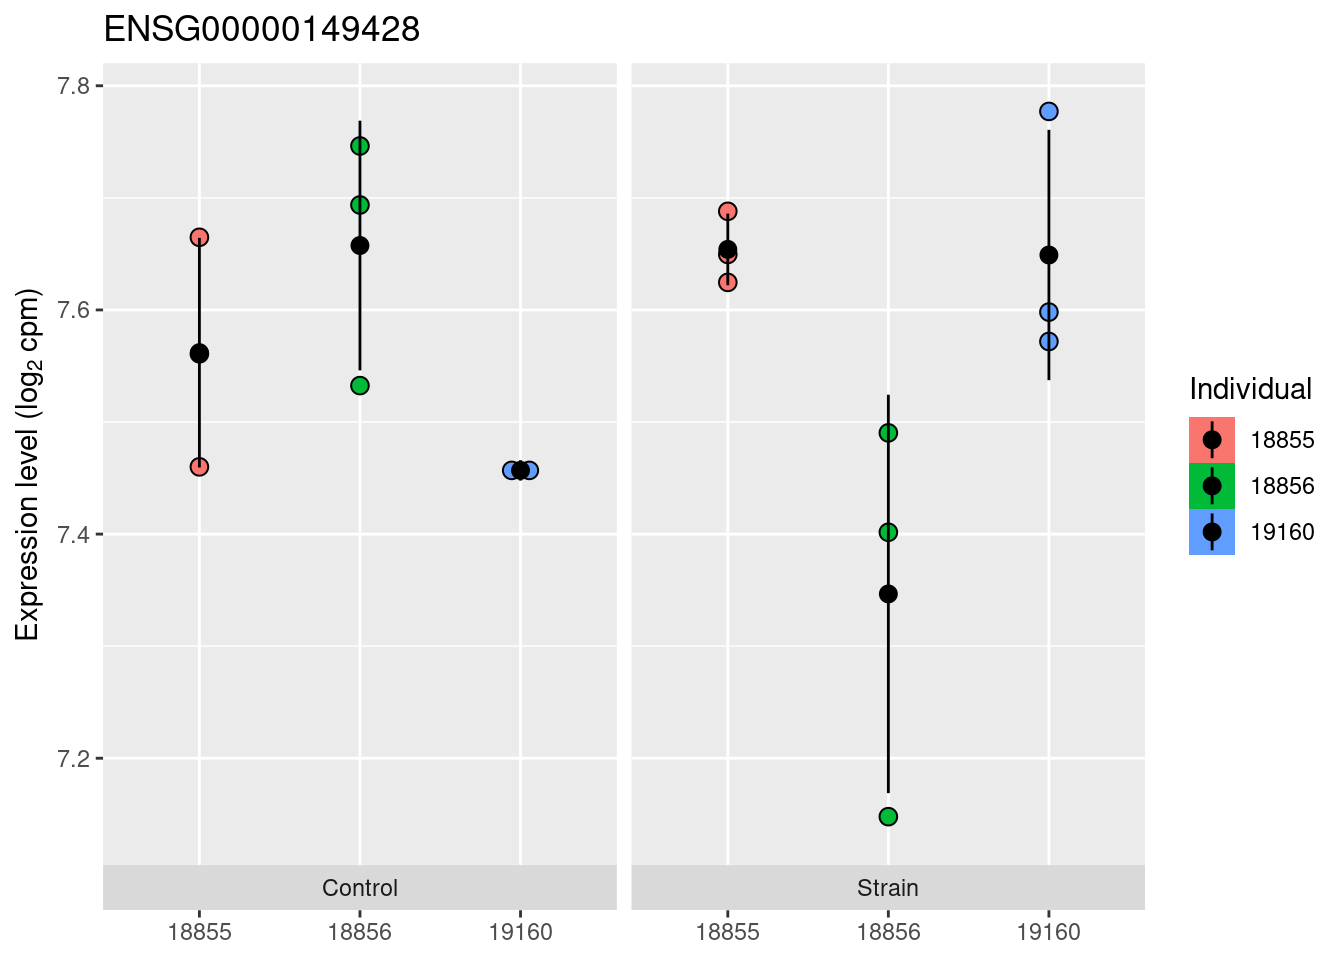 ENSG00000149428
Expression level (log₂ cpm)
7.8
7.6
7.4
7.2
Control
Strain
18855
18856
19160
18855
18856
19160
Individual
18855
18856
19160